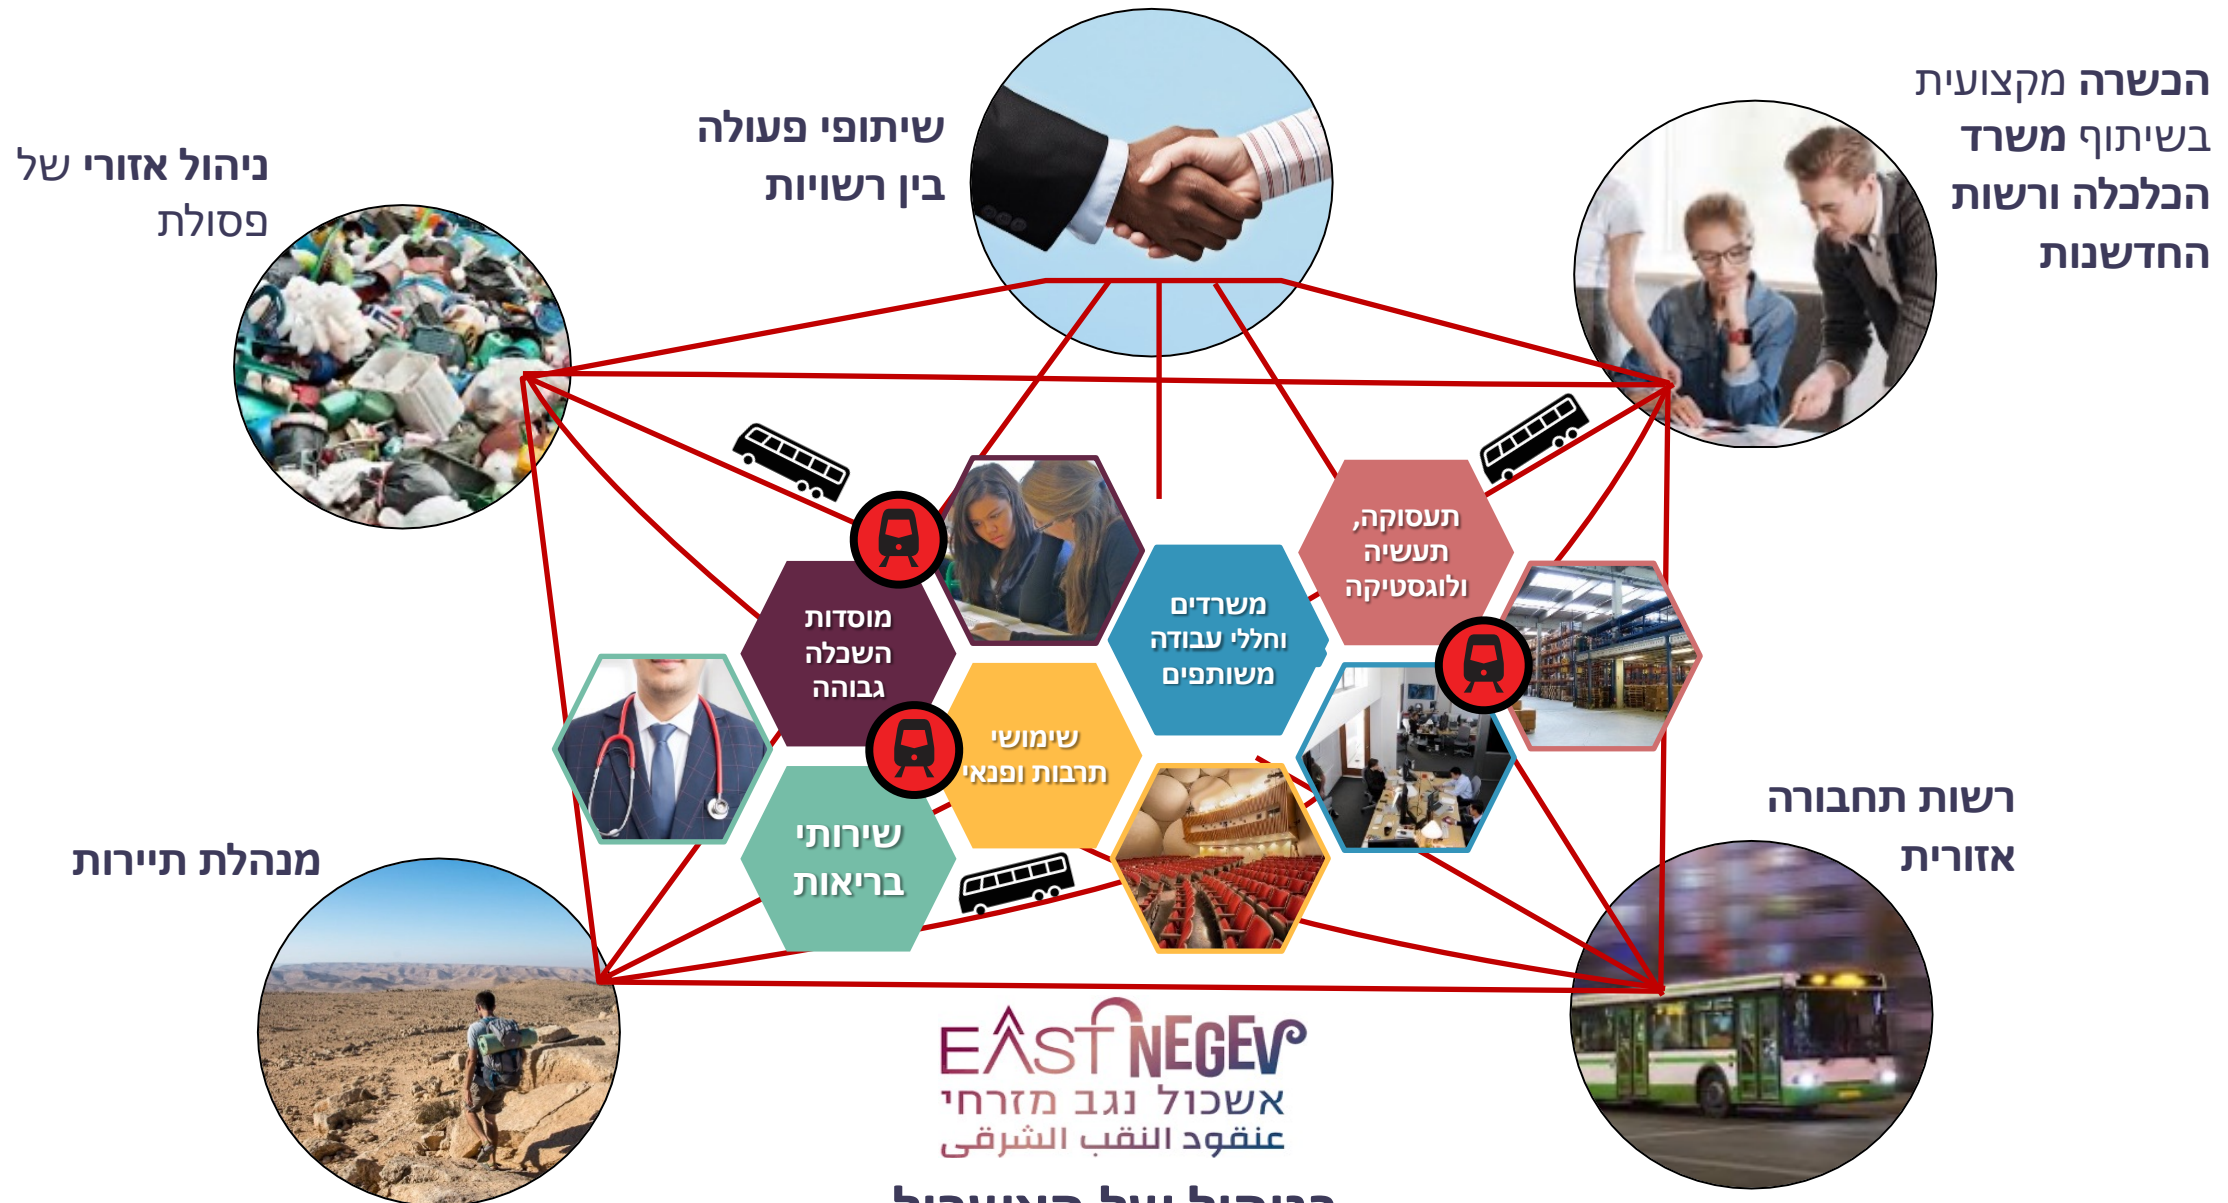 הכשרה מקצועית
בשיתוף משרד
הכלכלה ורשות
החדשנות
שיתופי פעולה
בין רשויות
ניהול אזורי של
פסולת
תעסוקה,
תעשיה
ולוגסטיקה
משרדים
וחללי עבודה
משותפים
מוסדות
השכלה
גבוהה
שימושי
תרבות ופנאי
שירותי
בריאות
רשות תחבורה
אזורית
מנהלת תיירות
EAST NEGEV
אשכול נגב מזרחי
عنقود النقب الشرقي